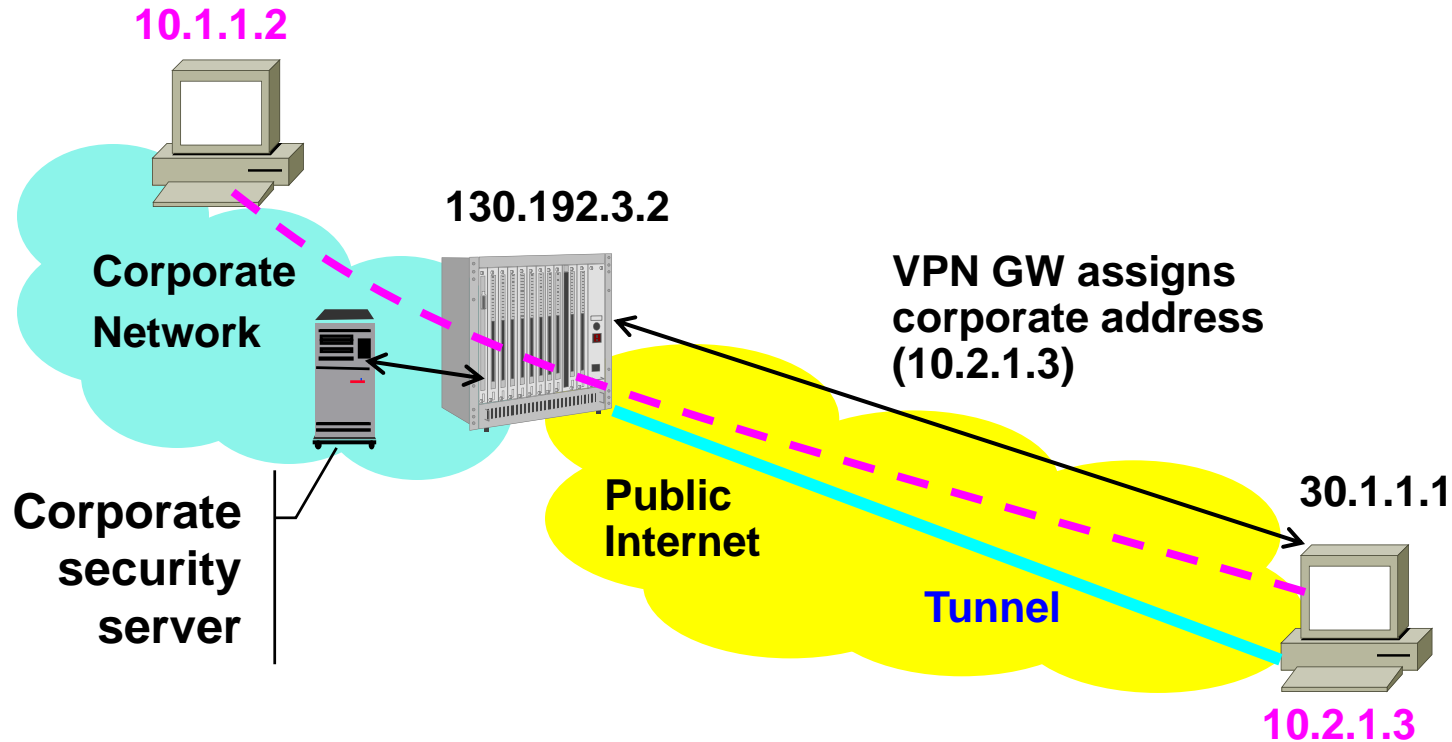 10.1.1.2
130.192.3.2
Corporate
Network
VPN GW assigns
corporate address
(10.2.1.3)
Corporate
security
server
Public
Internet
30.1.1.1
Tunnel
10.2.1.3